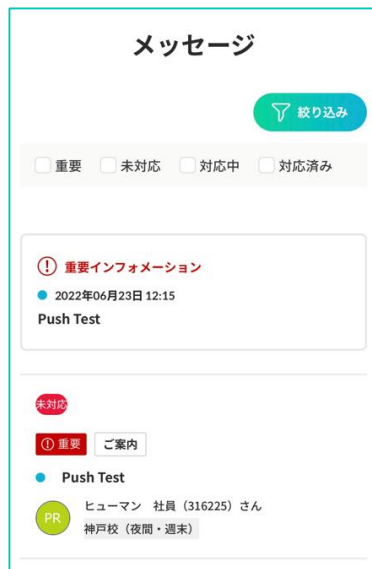 メッセージ
絞り込み
重要 未対応 対応中 対応済み
重要インフォメーション
2022年06月23日 12:15
Push Test
未対応
重要 ご案内
Push Test
PR
ヒューマン　社員（316225）さん
神戸校（夜間・週末）